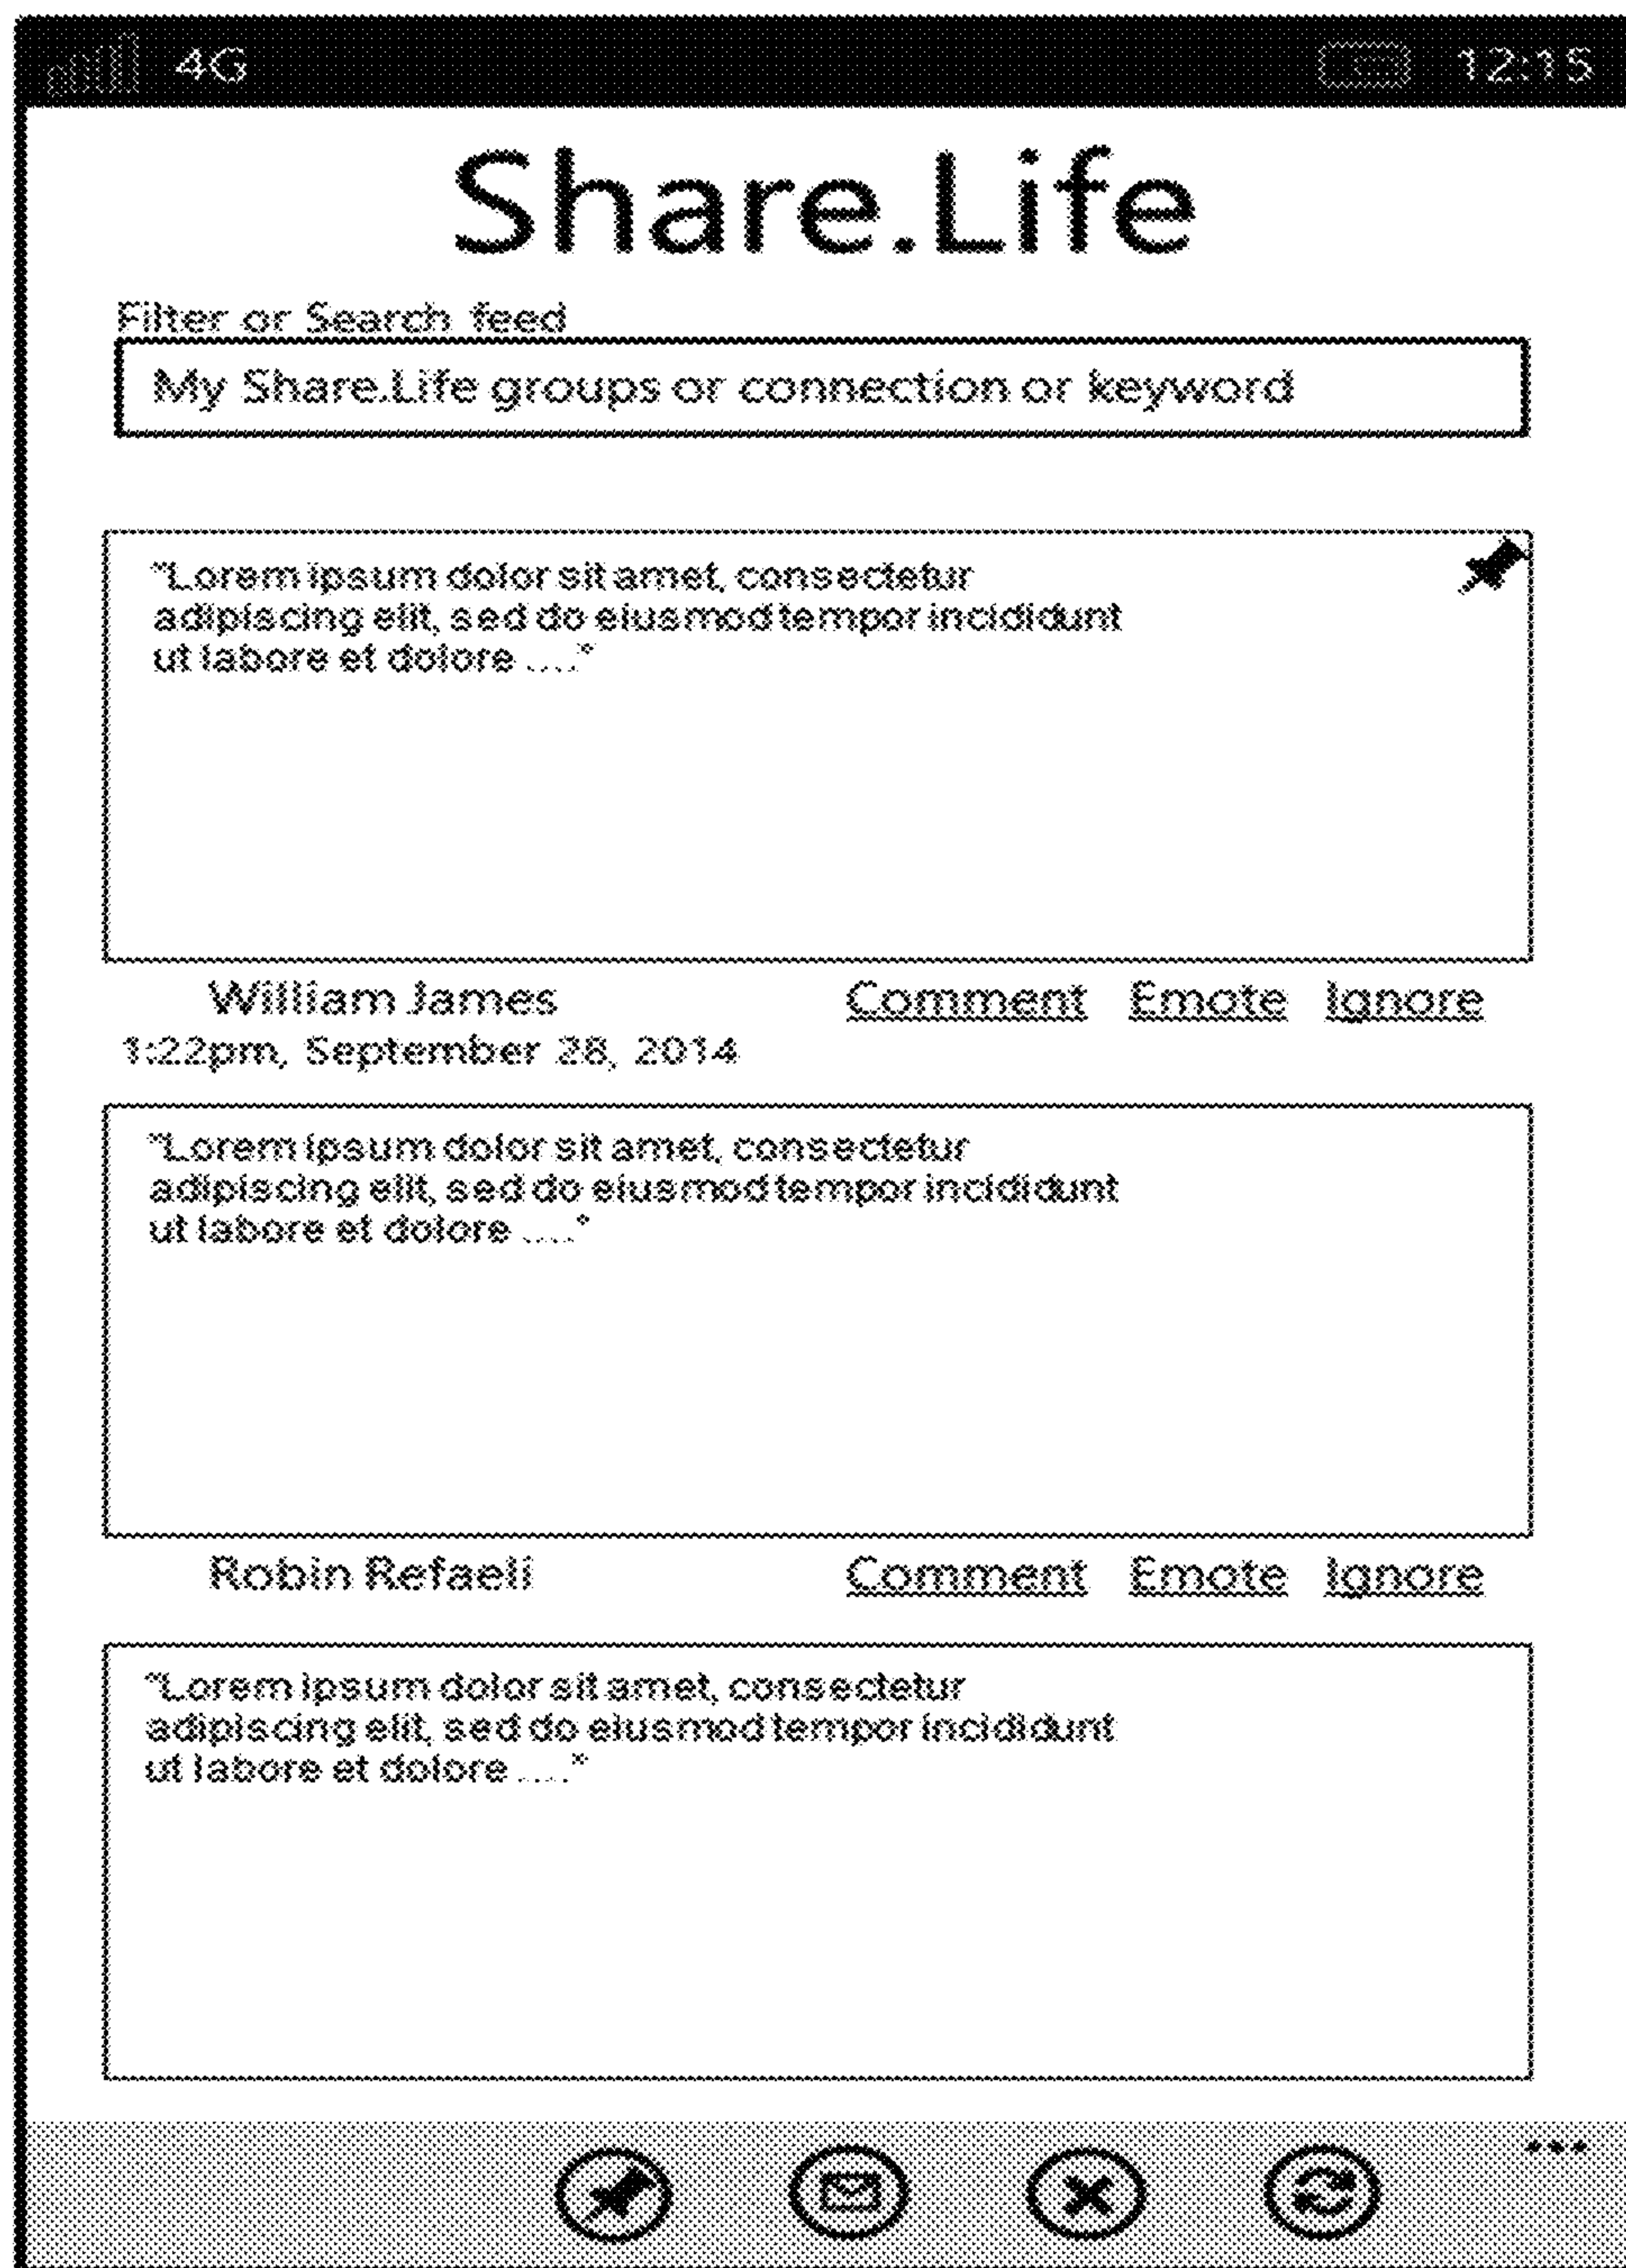 4G 12:15
Share.Life
Filter or Search feed
My Share.Life groups or connection or keyword
"Lorem ipsum dolor sit amet, consectetur
adipiscing elit, sed do eiusmod tempor incididunt
ut labore et dolore ...."
William James Comment Emote Ignore
1:22pm, September 28, 2014
"Lorem ipsum dolor sit amet, consectetur
adipiscing elit, sed do eiusmod tempor incididunt
ut labore et dolore ...."
Robin Refaeli Comment Emote Ignore
"Lorem ipsum dolor sit amet, consectetur
adipiscing elit, sed do eiusmod tempor incididunt
ut labore et dolore ...."